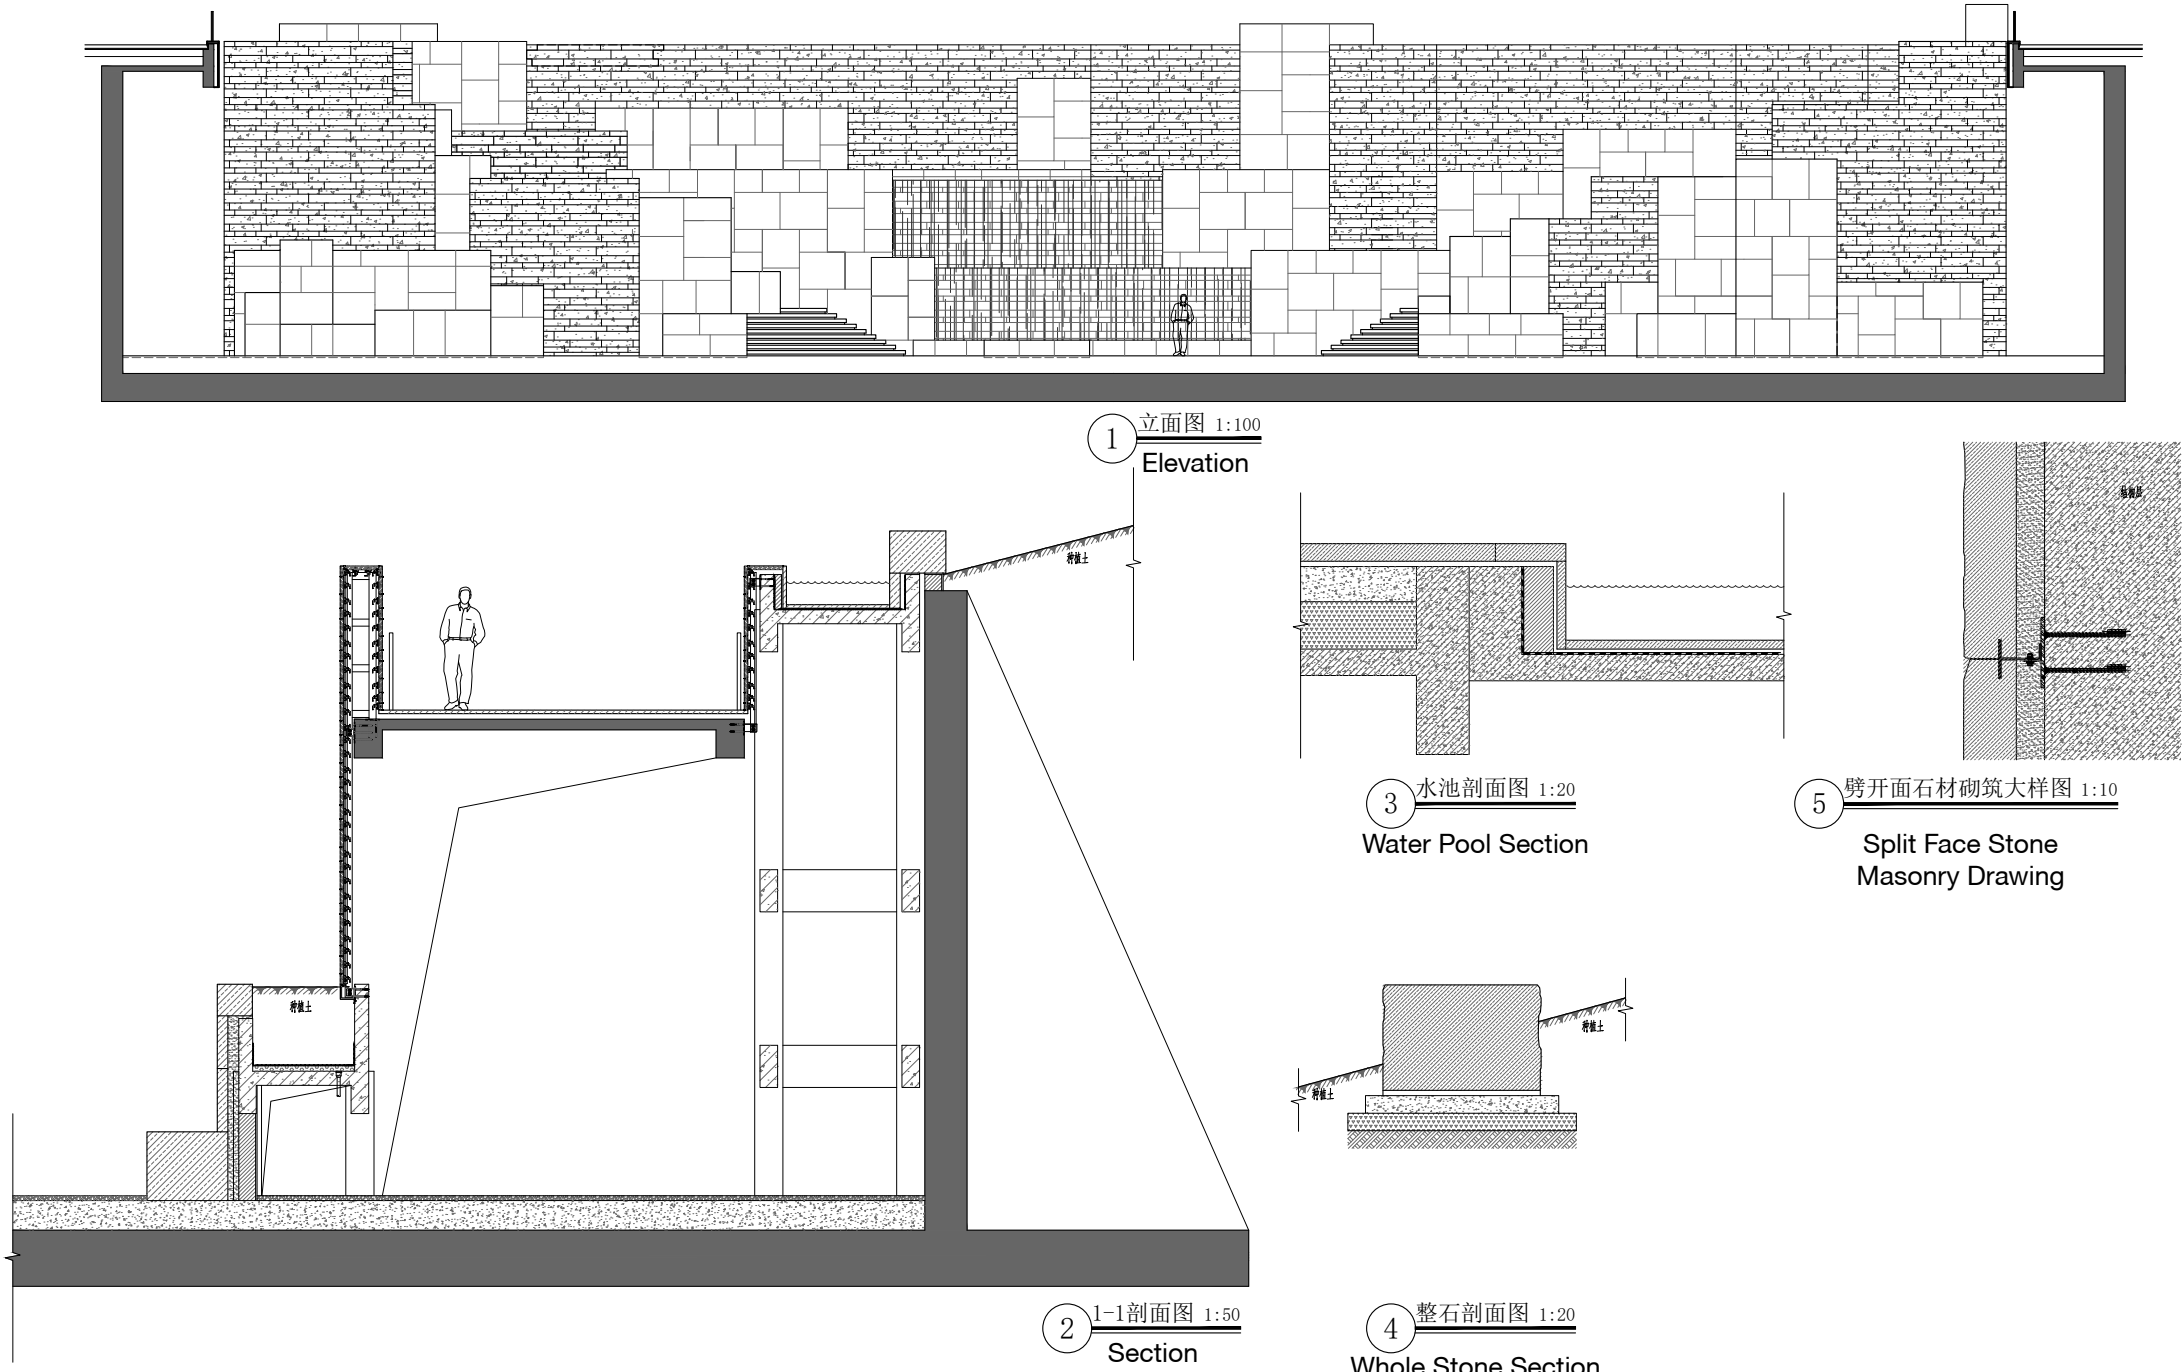 1 立面图 1:100
Elevation
种植土
3 水池剖面图 1:20
Water Pool Section
5 劈开面石材砌筑大样图 1:10
Split Face Stone
Masonry Drawing
种植土
种植土
种植土
2 1-1剖面图 1:50
Section
4 整石剖面图 1:20
Whole Stone Section